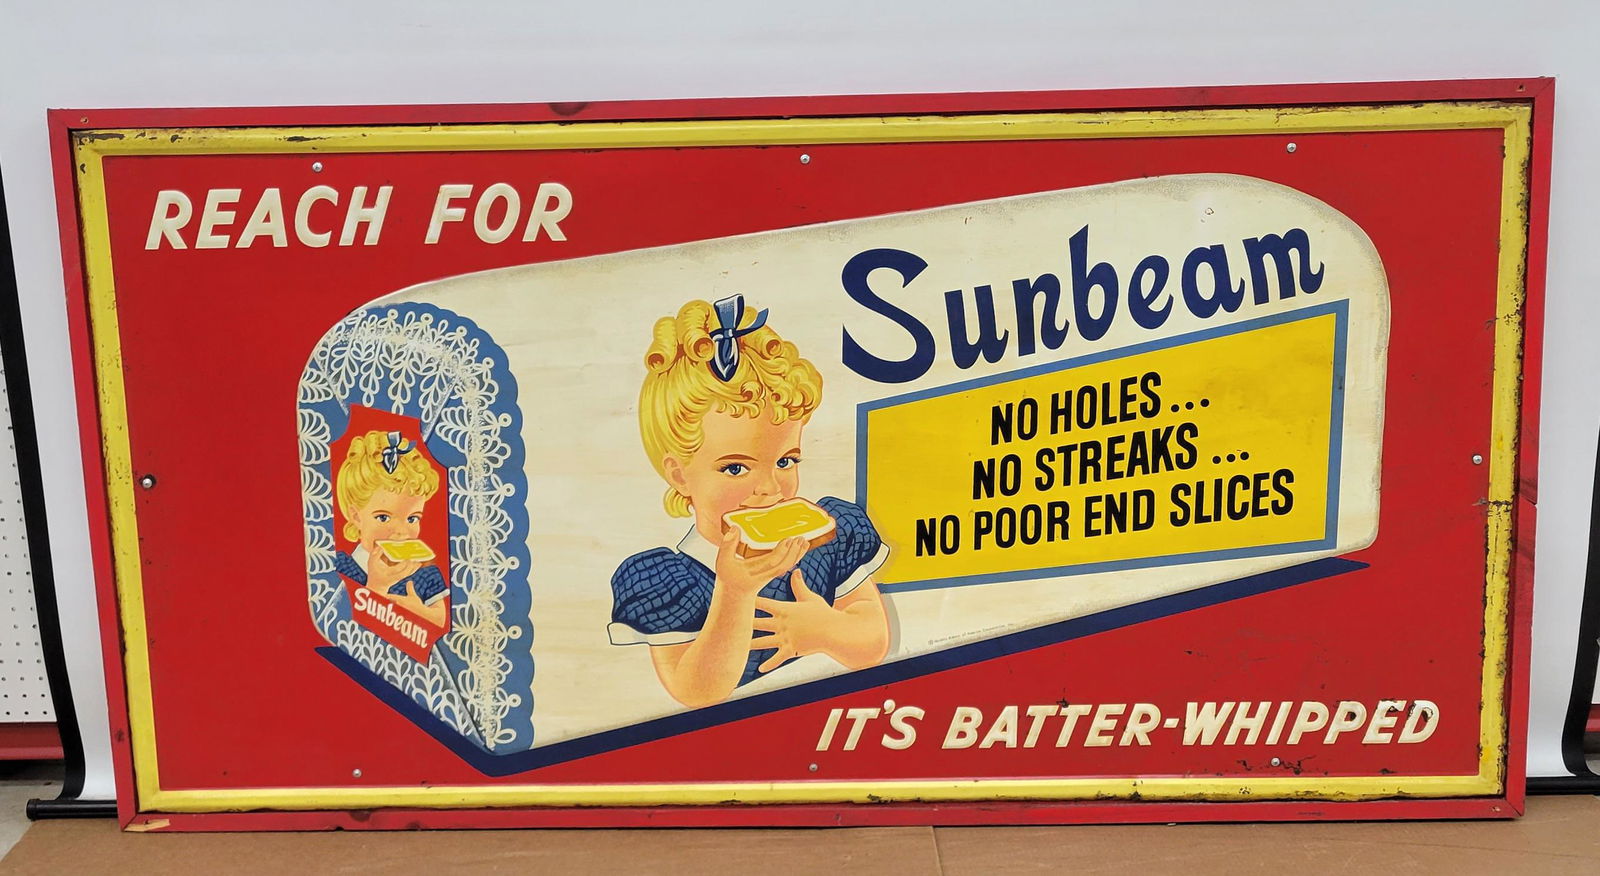 REACH FOR
Sunbeam
NO HOLES...
NO STREAKS...
NO POOR END SLICES
Sunbeam
IT'S BATTER-WHIPPED